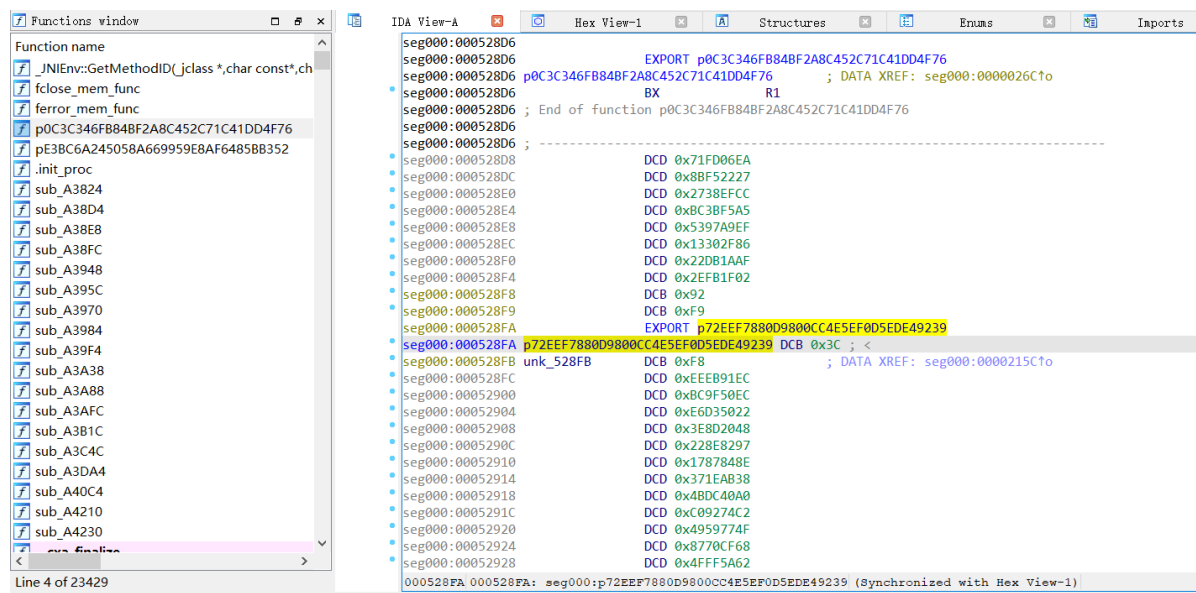 Functions window
Function name
_JNIEnv::GetMethodID(_jclass *,char const*,ch
fclose_mem_func
ferror_mem_func
p0C3C346FB84BF2A8C452C71C41DD4F76
pE3BC6A245058A669959E8AF6485BB352
.init_proc
sub_A3824
sub_A38D4
sub_A38E8
sub_A38FC
sub_A3948
sub_A395C
sub_A3970
sub_A3984
sub_A39F4
sub_A3A38
sub_A3A88
sub_A3AFC
sub_A3B1C
sub_A3C4C
sub_A3DA4
sub_A40C4
sub_A4210
sub_A4230
__cxa_finalize
Line 4 of 23429
IDA View-A Hex View-1 Structures Enums Imports
seg000:000528D6
seg000:000528D6 EXPORT p0C3C346FB84BF2A8C452C71C41DD4F76
seg000:000528D6 p0C3C346FB84BF2A8C452C71C41DD4F76 ; DATA XREF: seg000:0000026C↑o
seg000:000528D6 BX R1
seg000:000528D6 ; End of function p0C3C346FB84BF2A8C452C71C41DD4F76
seg000:000528D6
seg000:000528D6 ; ---------------------------------------------------------------------------
seg000:000528D8 DCD 0x71FD06EA
seg000:000528DC DCD 0x8BF52227
seg000:000528E0 DCD 0x2738EFCC
seg000:000528E4 DCD 0xBC3BF5A5
seg000:000528E8 DCD 0x5397A9EF
seg000:000528EC DCD 0x13302F86
seg000:000528F0 DCD 0x22DB1AAF
seg000:000528F4 DCD 0x2EFB1F02
seg000:000528F8 DCB 0x92
seg000:000528F9 DCB 0xF9
seg000:000528FA EXPORT p72EEF7880D9800CC4E5EF0D5EDE49239
seg000:000528FA p72EEF7880D9800CC4E5EF0D5EDE49239 DCB 0x3C ; <
seg000:000528FB unk_528FB DCB 0xF8 ; DATA XREF: seg000:0000215C↑o
seg000:000528FC DCD 0xEEEB91EC
seg000:00052900 DCD 0xBC9F50EC
seg000:00052904 DCD 0xE6D35022
seg000:00052908 DCD 0x3E8D2048
seg000:0005290C DCD 0x228E8297
seg000:00052910 DCD 0x1787848E
seg000:00052914 DCD 0x371EAB38
seg000:00052918 DCD 0x4BDC40A0
seg000:0005291C DCD 0xC09274C2
seg000:00052920 DCD 0x4959774F
seg000:00052924 DCD 0x8770CF68
seg000:00052928 DCD 0x4FFF5A62
000528FA 000528FA: seg000:p72EEF7880D9800CC4E5EF0D5EDE49239 (Synchronized with Hex View-1)